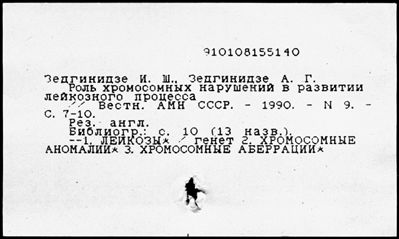 910108155140
Зедгинидзе И. Ш., Зедгинидзе А. Г.
Роль хромосомных нарушений в развитии
лейкозного процесса
// Вестн. АМН СССР. - 1990. - N 9. -
С. 7-10.
Рез. англ.
Библиогр.: с. 10 (13 назв.).
--1. ЛЕЙКОЗЫ* / генет 2. ХРОМОСОМНЫЕ
АНОМАЛИИ* 3. ХРОМОСОМНЫЕ АБЕРРАЦИИ*